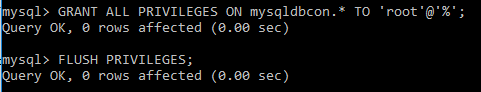 mysql> GRANT ALL PRIVILEGES ON mysqldbcon.* TO 'root'@'%';
Query OK, 0 rows affected (0.00 sec)
mysql> FLUSH PRIVILEGES;
Query OK, 0 rows affected (0.00 sec)